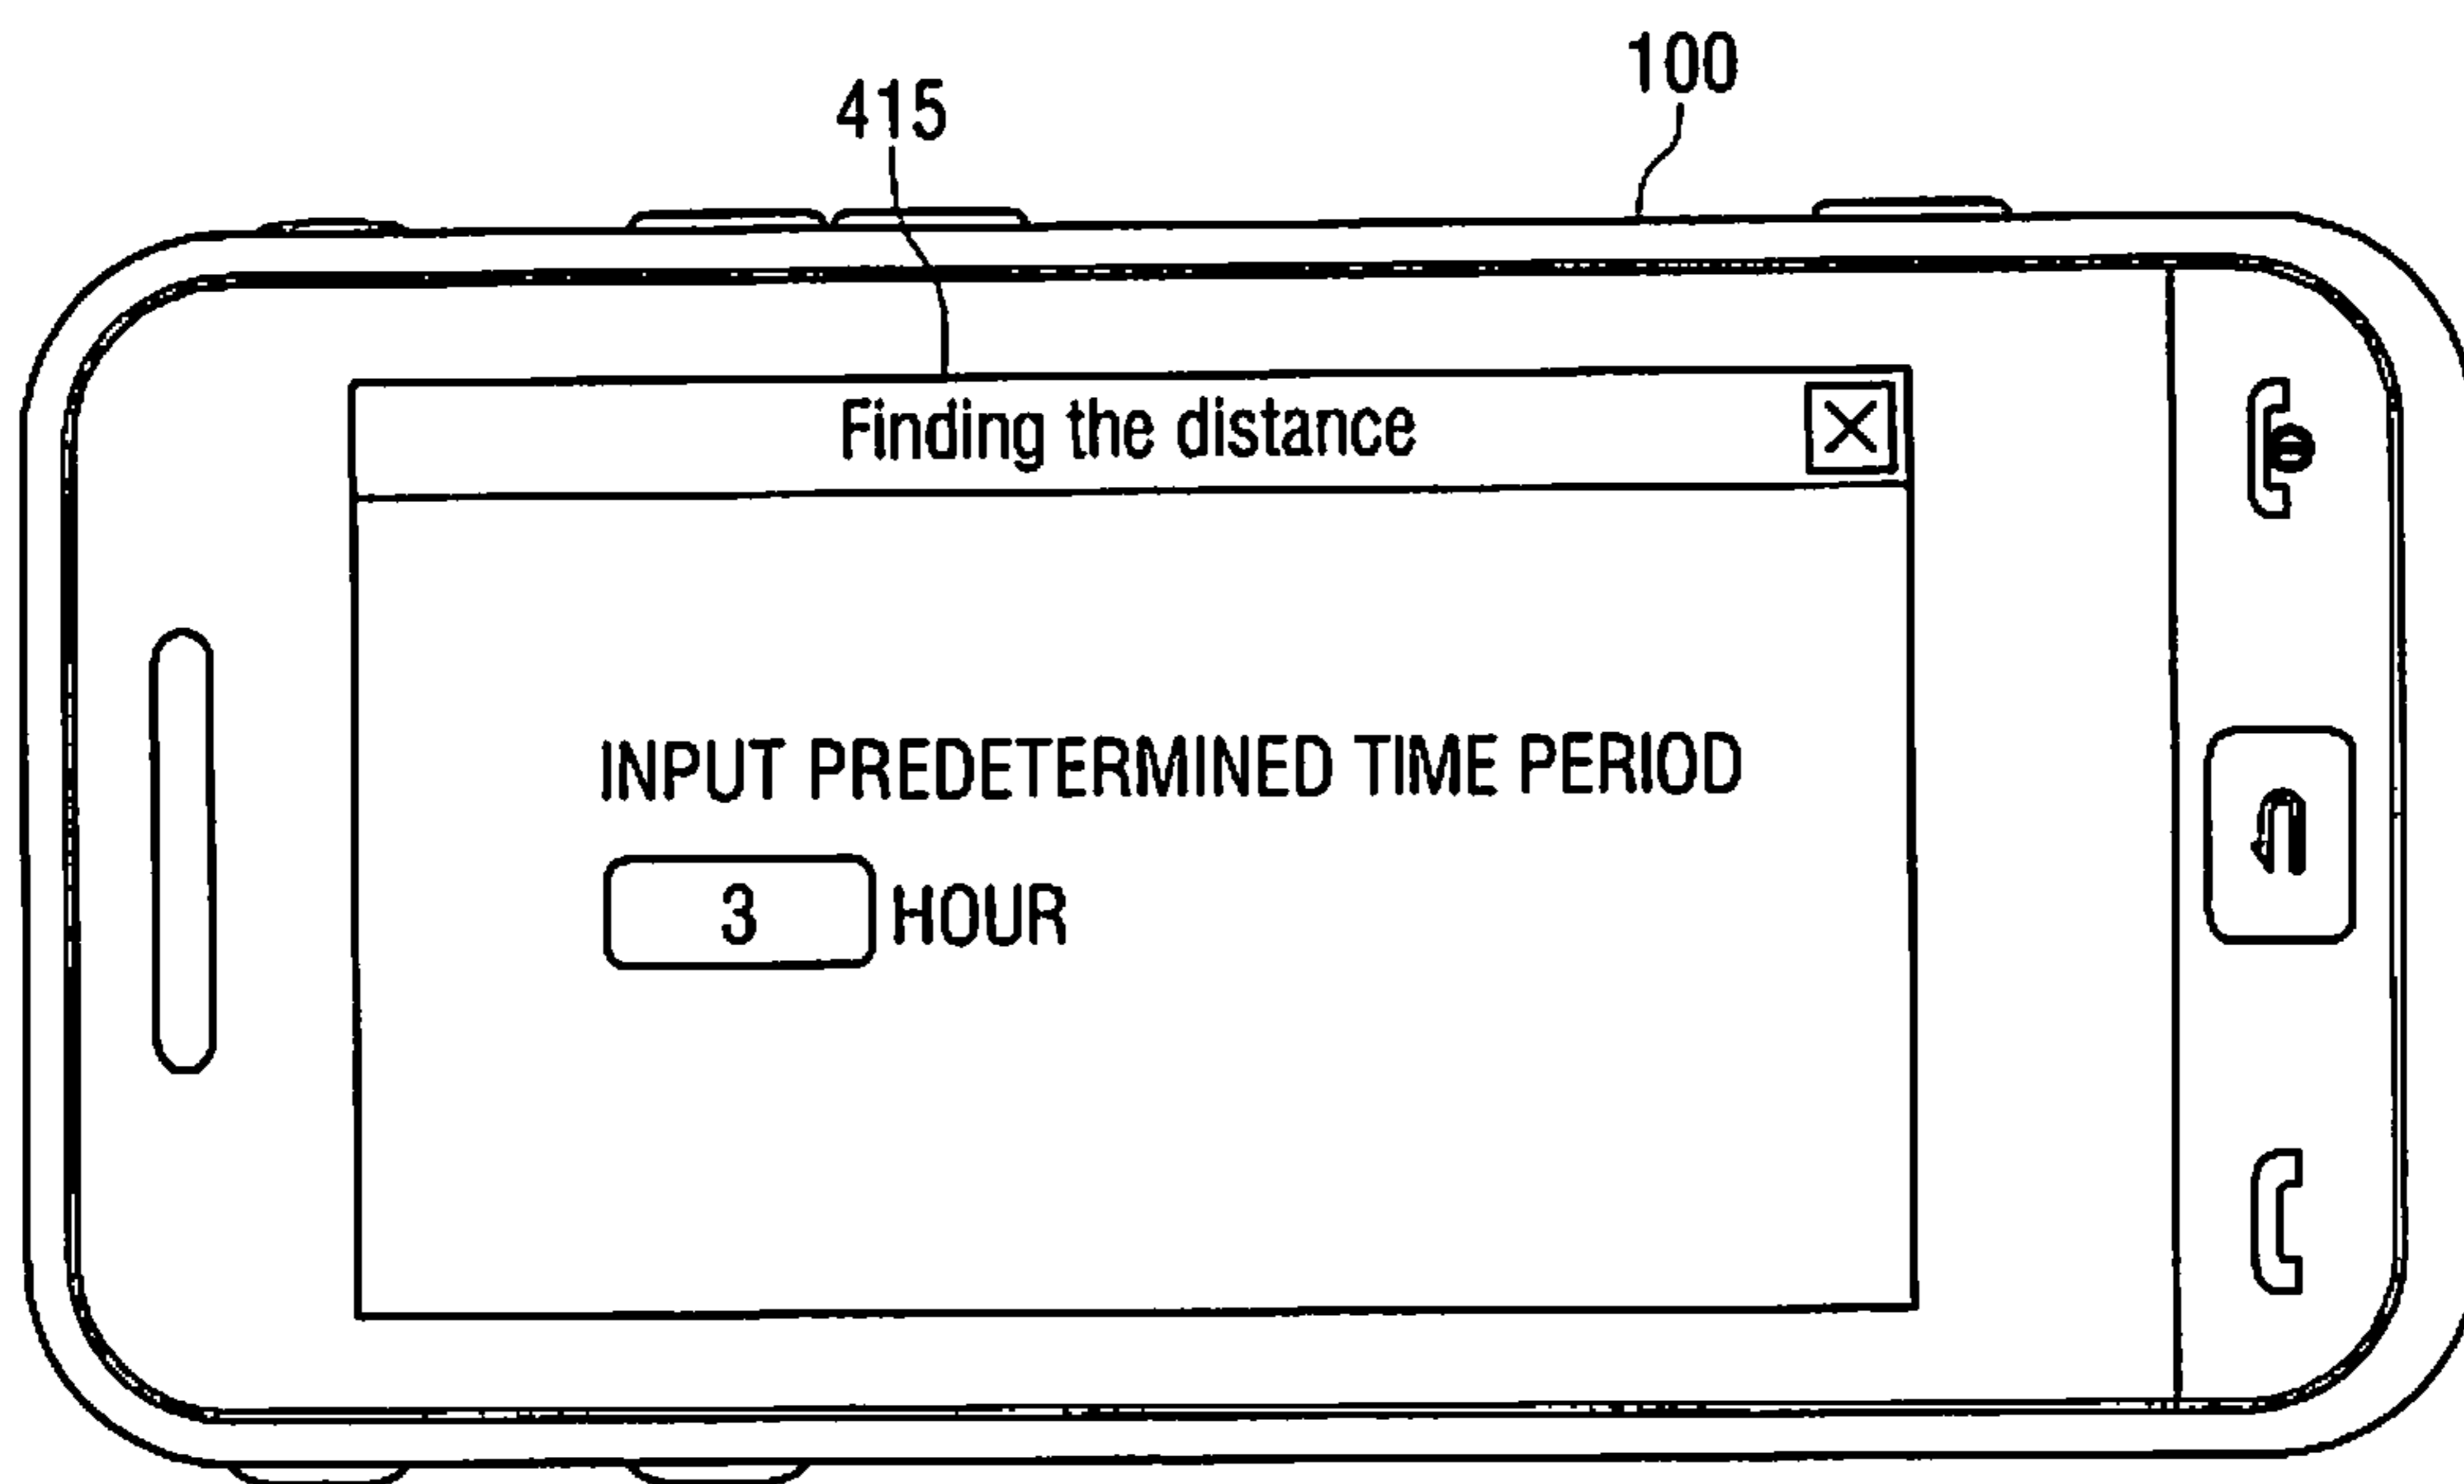 100
415
Finding the distance
INPUT PREDETERMINED TIME PERIOD
3 HOUR